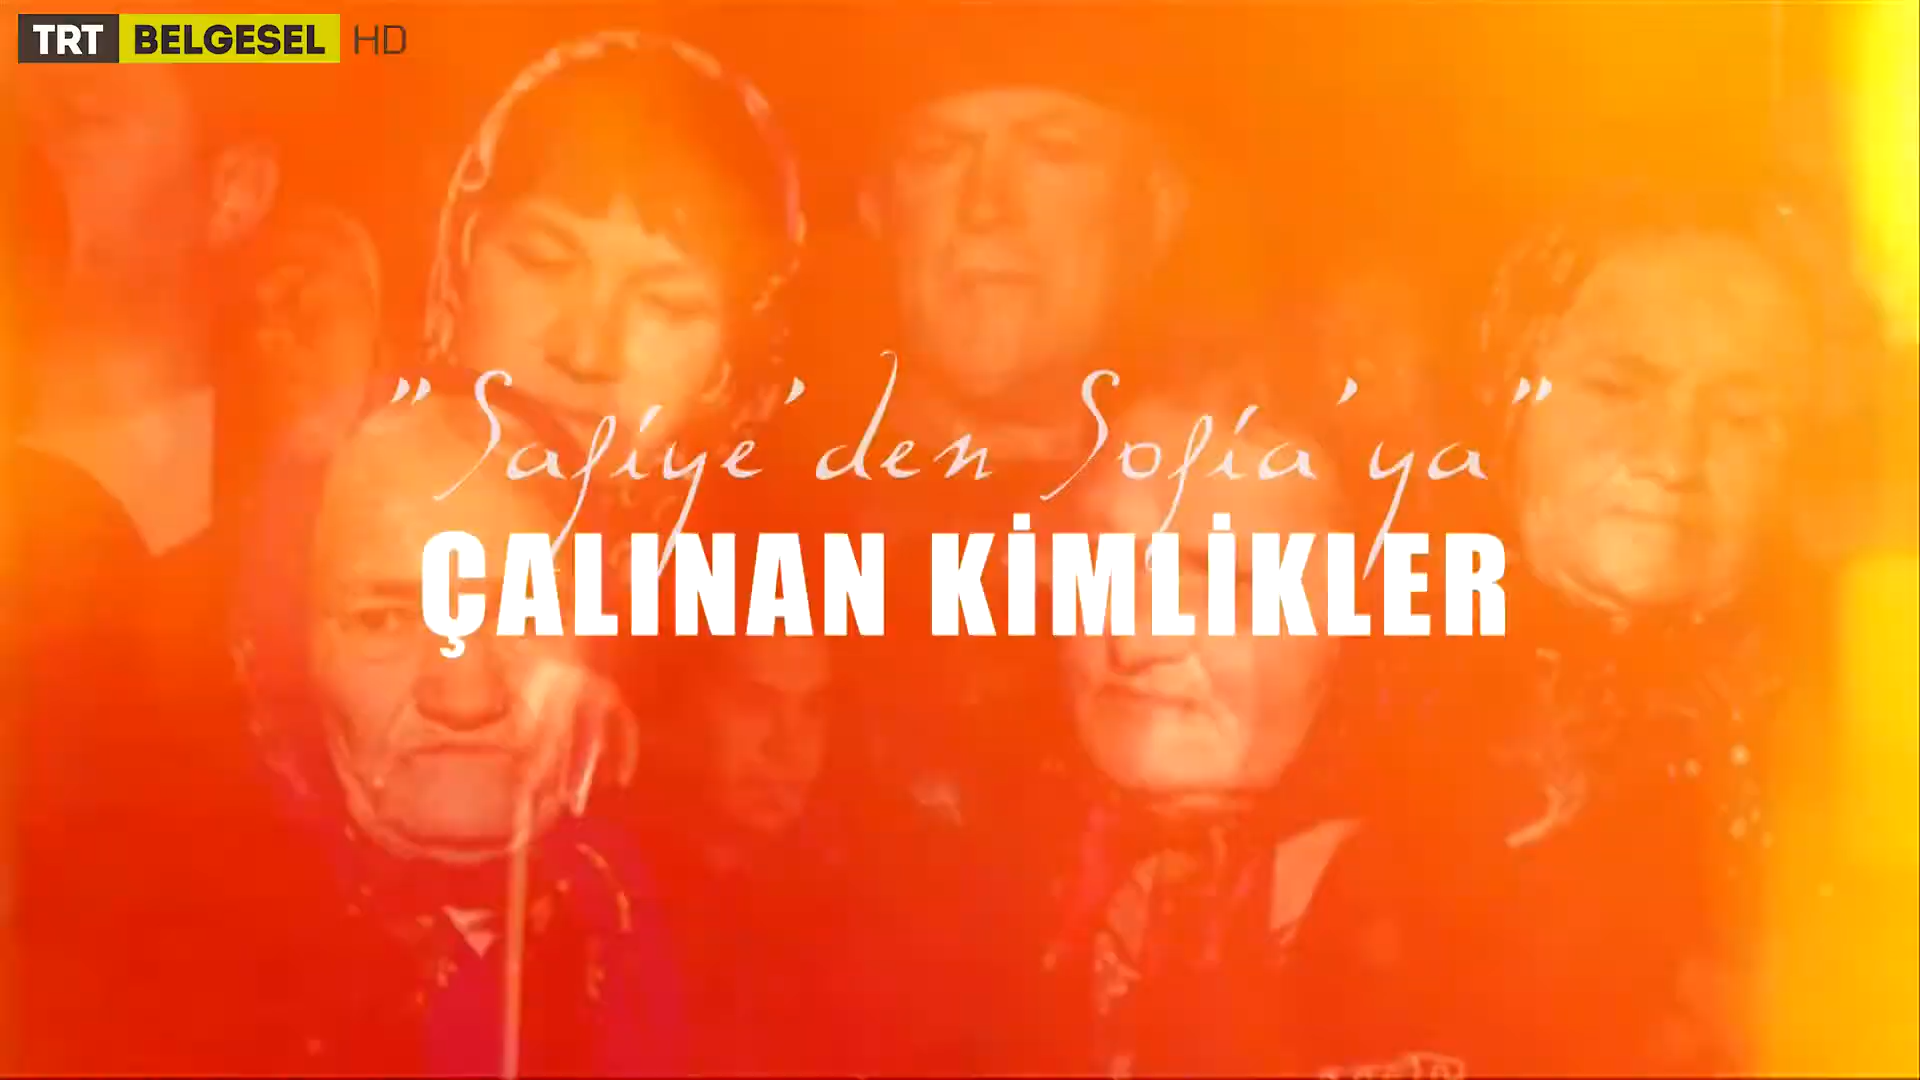 TRT BELGESEL HD
"Safiye'den Sofia'ya"
ÇALINAN KİMLİKLER